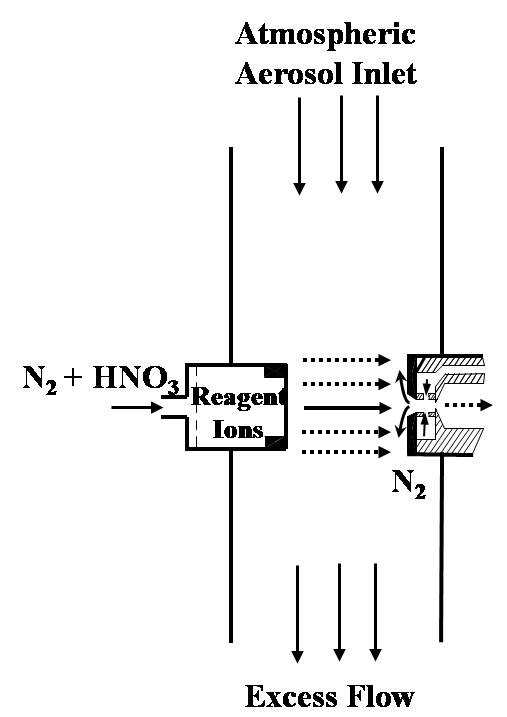 Atmospheric
Aerosol Inlet
N₂ + HNO₃
Reagent
Ions
N₂
Excess Flow